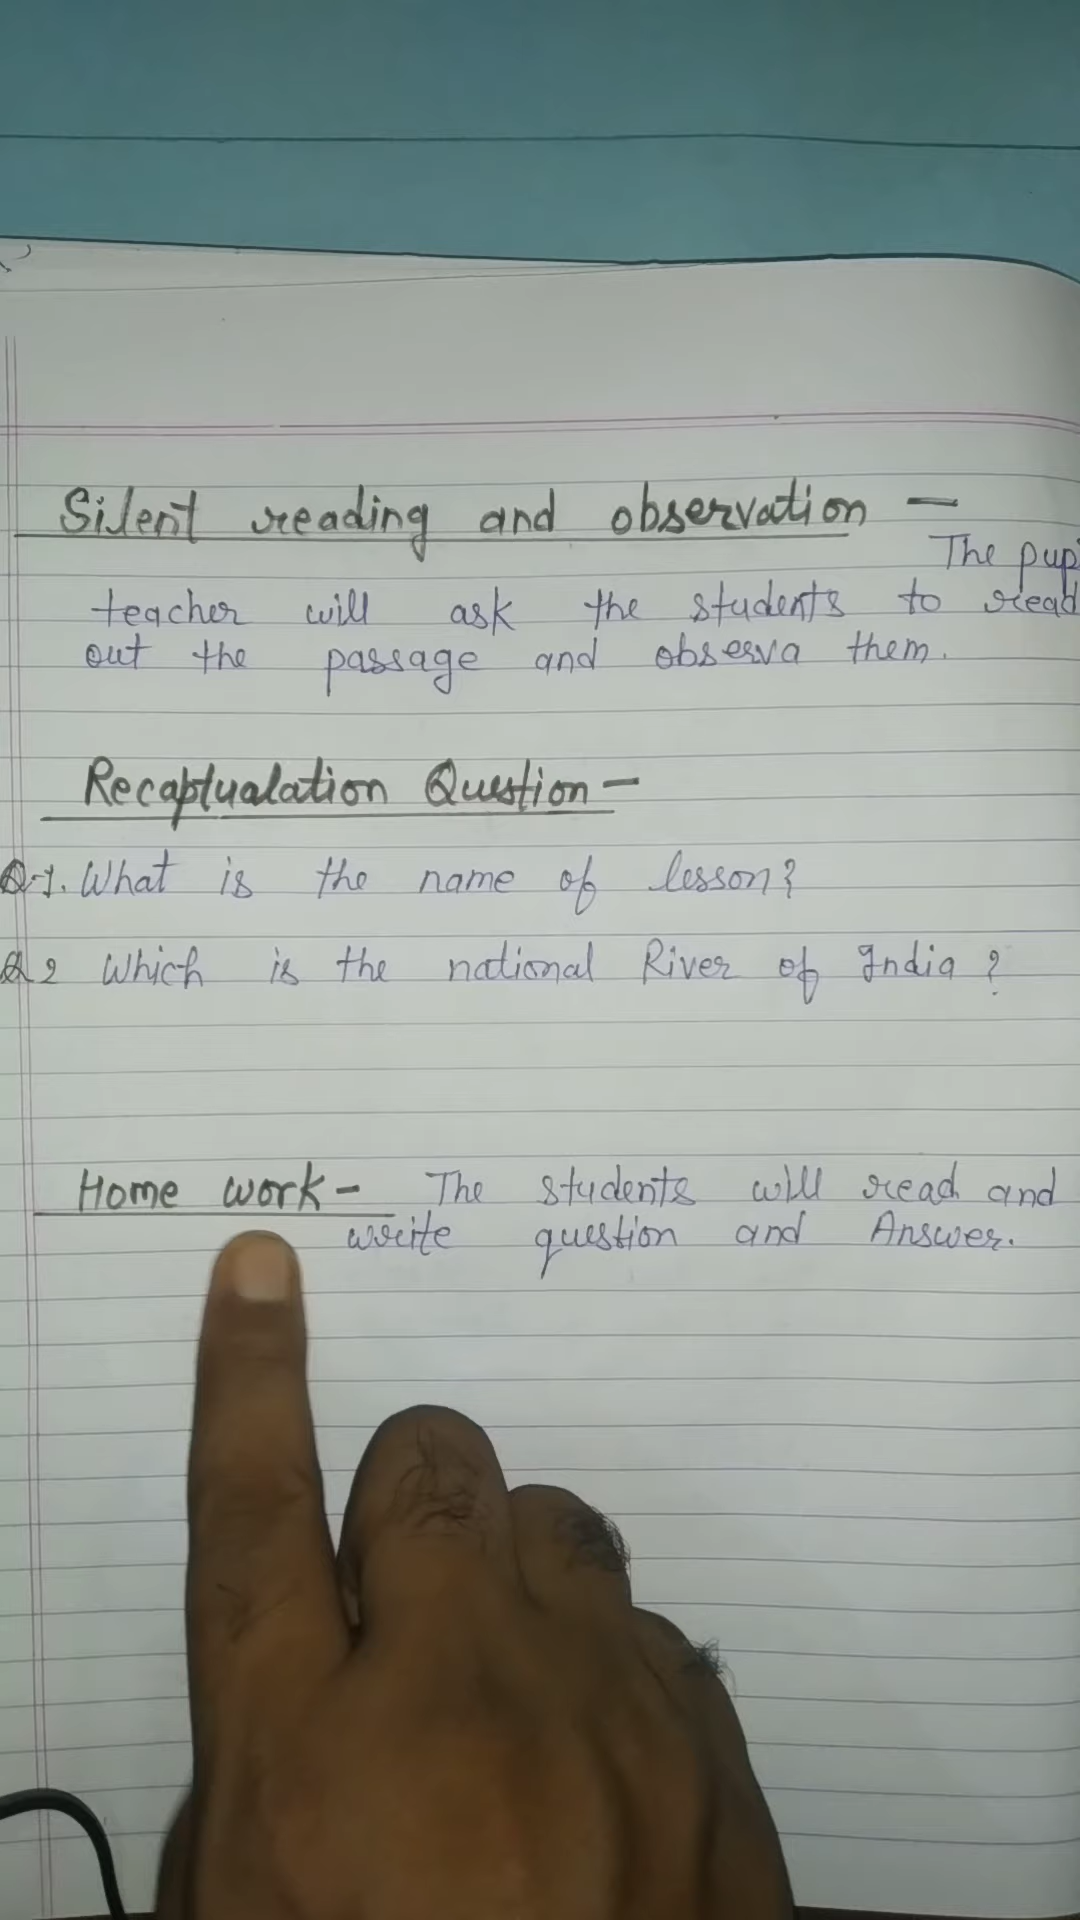 Silent reading and observation —
The pup
teacher will ask the students to read
out the passage and observa them.
Recaptualation Question —
Q.1. What is the name of lesson?
Q.2 Which is the national River of India?
Home work - The students will read and
write question and Answer.